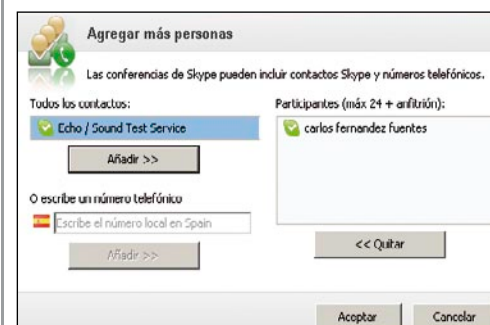 Agregar más personas
Las conferencias de Skype pueden incluir contactos Skype y números telefónicos.
Todos los contactos:
Echo / Sound Test Service
Añadir >>
O escribe un número telefónico
Escribe el número local en Spain
Añadir >>
Participantes (máx 24 + anfitrión):
carlos fernandez fuentes
<< Quitar
Aceptar
Cancelar